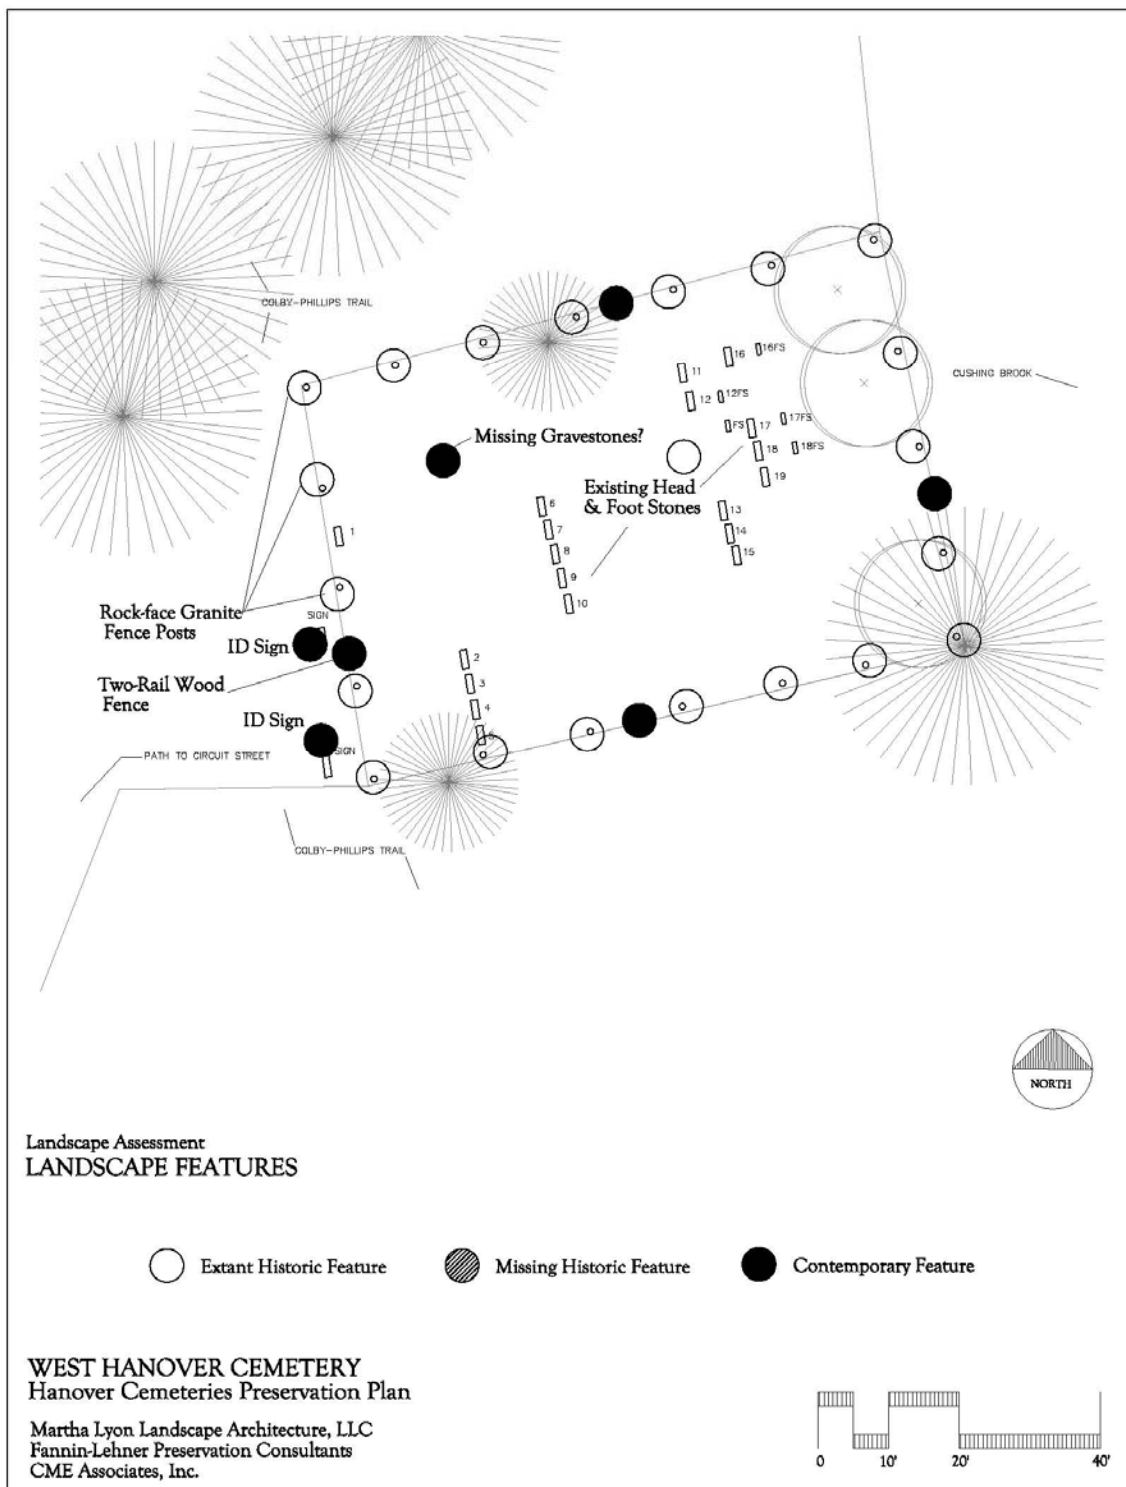 COLBY-PHILLIPS TRAIL
CUSHING BROOK
16
16FS
11
12
12FS
FS
17
17FS
18
18FS
19
Missing Gravestones?
Existing Head
& Foot Stones
6
7
8
9
10
13
14
15
1
Rock-face Granite
Fence Posts
SIGN
ID Sign
Two-Rail Wood
Fence
2
3
4
5
ID Sign
SIGN
PATH TO CIRCUIT STREET
COLBY-PHILLIPS TRAIL
NORTH
Landscape Assessment
LANDSCAPE FEATURES
Extant Historic Feature
Missing Historic Feature
Contemporary Feature
WEST HANOVER CEMETERY
Hanover Cemeteries Preservation Plan
Martha Lyon Landscape Architecture, LLC
Fannin-Lehner Preservation Consultants
CME Associates, Inc.
0 10' 20' 40'